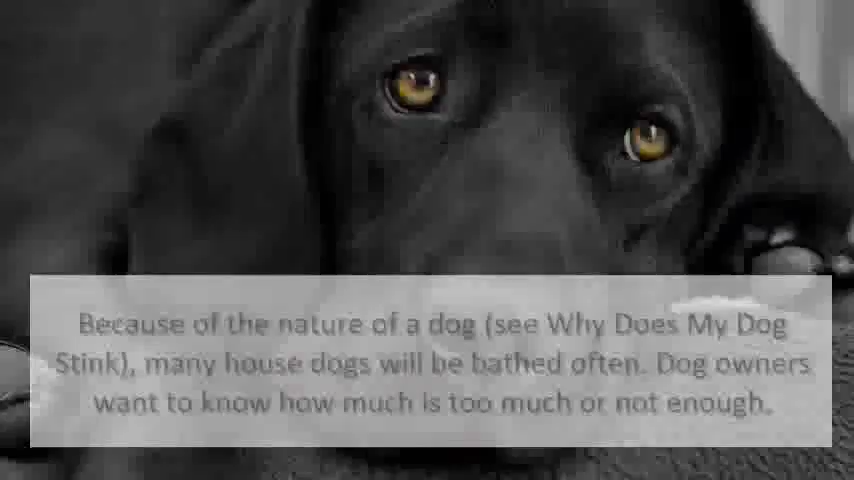 Because of the nature of a dog (see Why Does My Dog
Stink), many house dogs will be bathed often. Dog owners
want to know how much is too much or not enough.